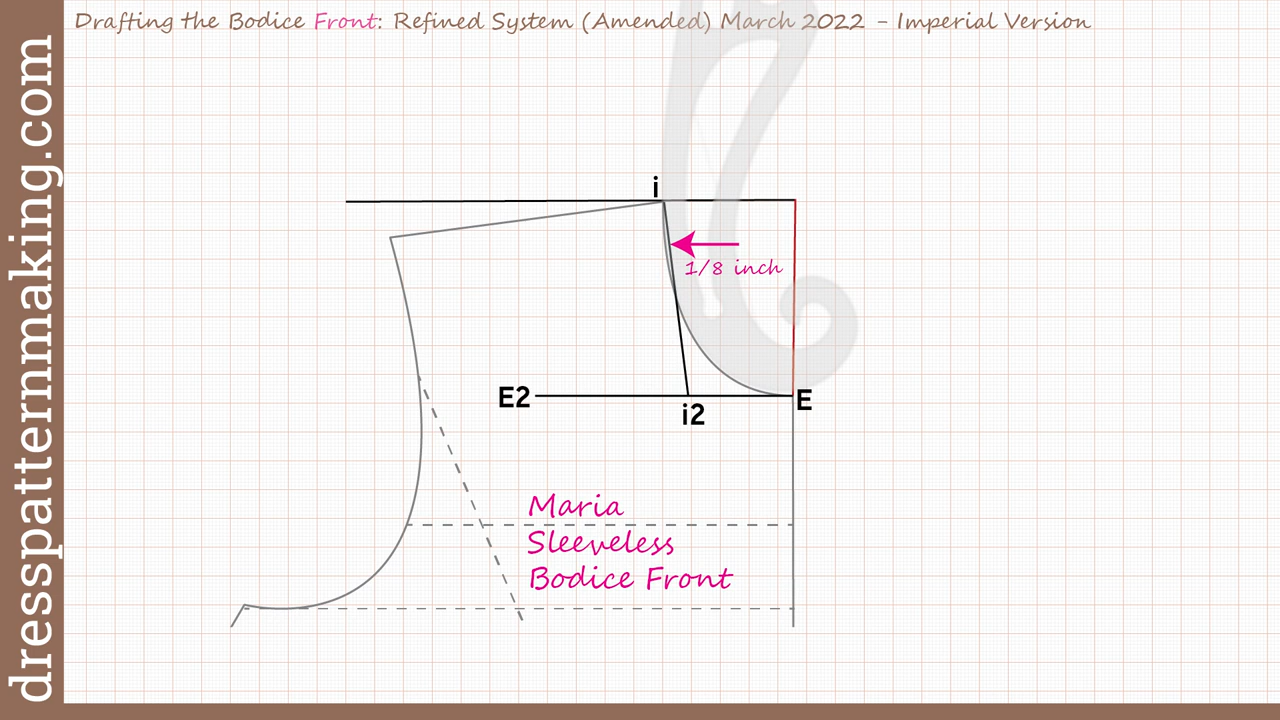 Drafting the Bodice Front: Refined System (Amended) March 2022 - Imperial Version
dresspatternmaking.com
i
1/8 inch
E2
i2
E
Maria
Sleeveless
Bodice Front